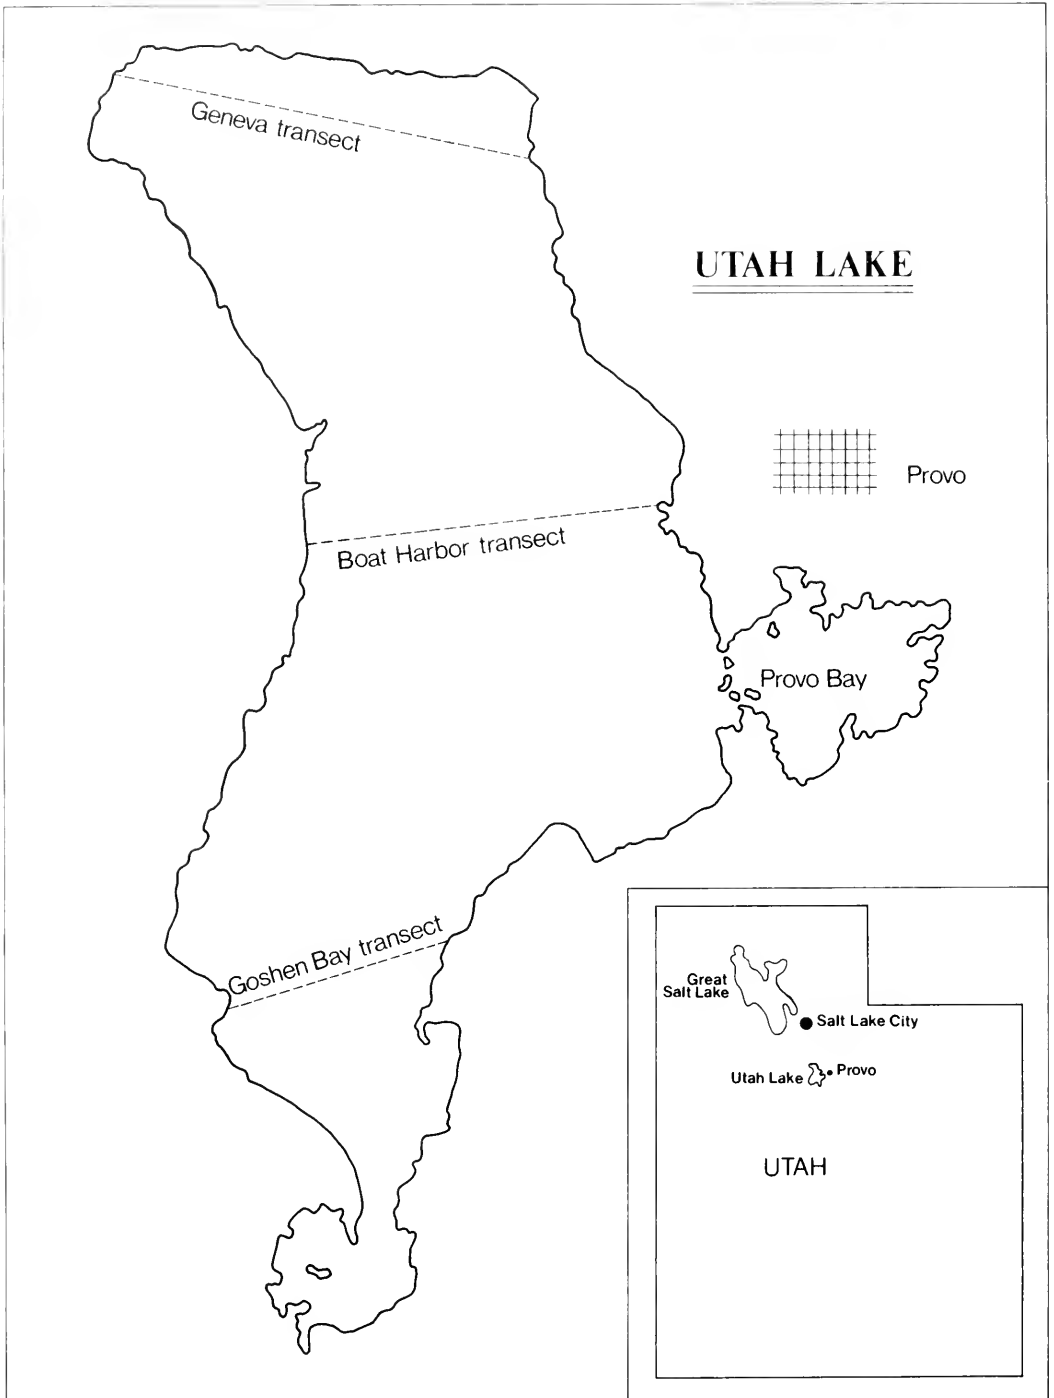 Geneva transect
UTAH LAKE
Provo
Boat Harbor transect
Provo Bay
Goshen Bay transect
Great
Salt Lake
Salt Lake City
Utah Lake
Provo
UTAH